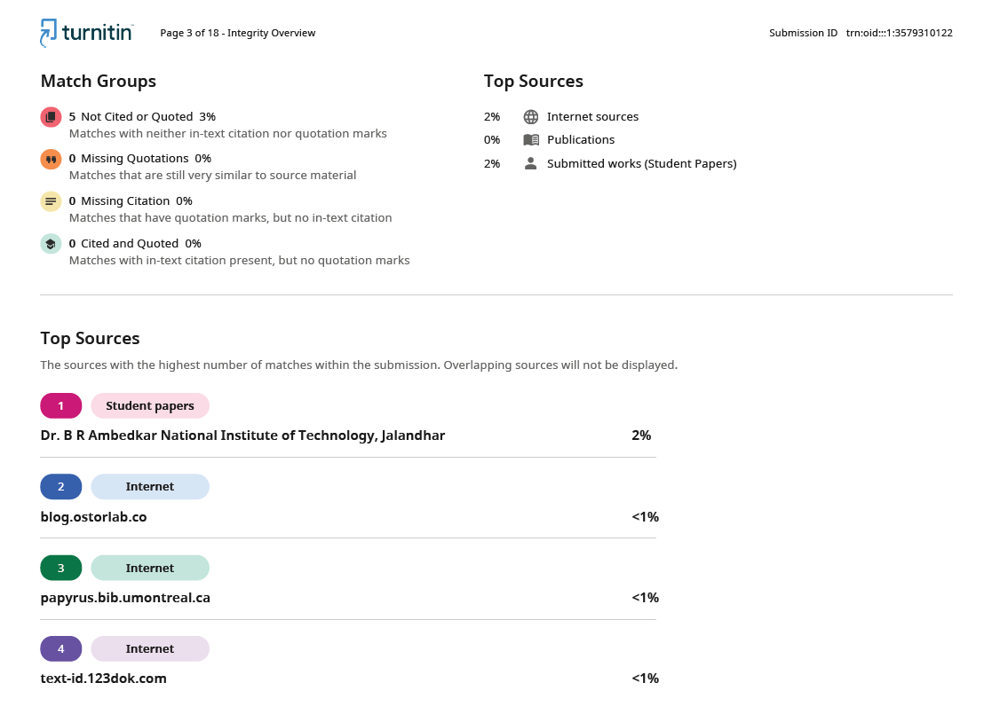 turnitin
Page 3 of 18 - Integrity Overview
Submission ID trn:oid:::1:3579310122
Match Groups
5 Not Cited or Quoted 3%
Matches with neither in-text citation nor quotation marks
0 Missing Quotations 0%
Matches that are still very similar to source material
0 Missing Citation 0%
Matches that have quotation marks, but no in-text citation
0 Cited and Quoted 0%
Matches with in-text citation present, but no quotation marks
Top Sources
2% Internet sources
0% Publications
2% Submitted works (Student Papers)
Top Sources
The sources with the highest number of matches within the submission. Overlapping sources will not be displayed.
1 Student papers
Dr. B R Ambedkar National Institute of Technology, Jalandhar 2%
2 Internet
blog.ostorlab.co <1%
3 Internet
papyrus.bib.umontreal.ca <1%
4 Internet
text-id.123dok.com <1%